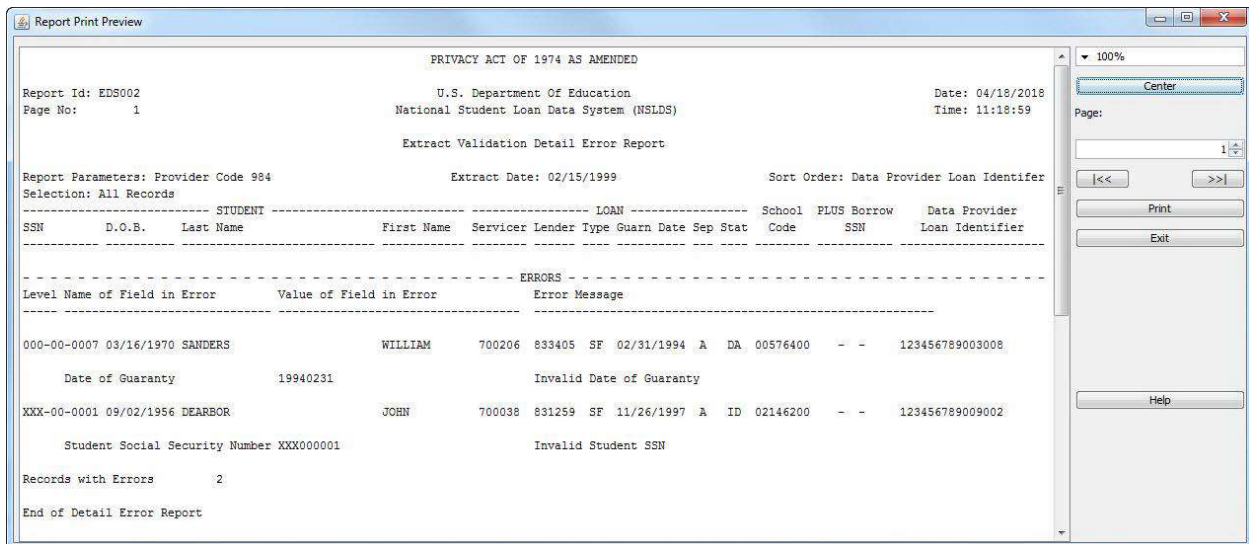 Report Print Preview
PRIVACY ACT OF 1974 AS AMENDED
Report Id: EDS002 U.S. Department Of Education Date: 04/18/2018
Page No: 1 National Student Loan Data System (NSLDS) Time: 11:18:59
Extract Validation Detail Error Report
Report Parameters: Provider Code 984 Extract Date: 02/15/1999 Sort Order: Data Provider Loan Identifer
Selection: All Records
--------------------------- STUDENT --------------------------- ----------------- LOAN ----------------- School PLUS Borrow Data Provider
SSN D.O.B. Last Name First Name Servicer Lender Type Guarn Date Sep Stat Code SSN Loan Identifier
- - - - - - - - - - - - - - - - - - - - - - - - - - - - - - - - - - - - ERRORS - - - - - - - - - - - - - - - - - - - - - - - - - - - - - - - - - - -
Level Name of Field in Error Value of Field in Error Error Message
000-00-0007 03/16/1970 SANDERS WILLIAM 700206 833405 SF 02/31/1994 A DA 00576400 - - 123456789003008
Date of Guaranty 19940231 Invalid Date of Guaranty
XXX-00-0001 09/02/1956 DEARBOR JOHN 700038 831259 SF 11/26/1997 A ID 02146200 - - 123456789009002
Student Social Security Number XXX000001 Invalid Student SSN
Records with Errors 2
End of Detail Error Report
100%
Center
Page:
1
|<< >>|
Print
Exit
Help